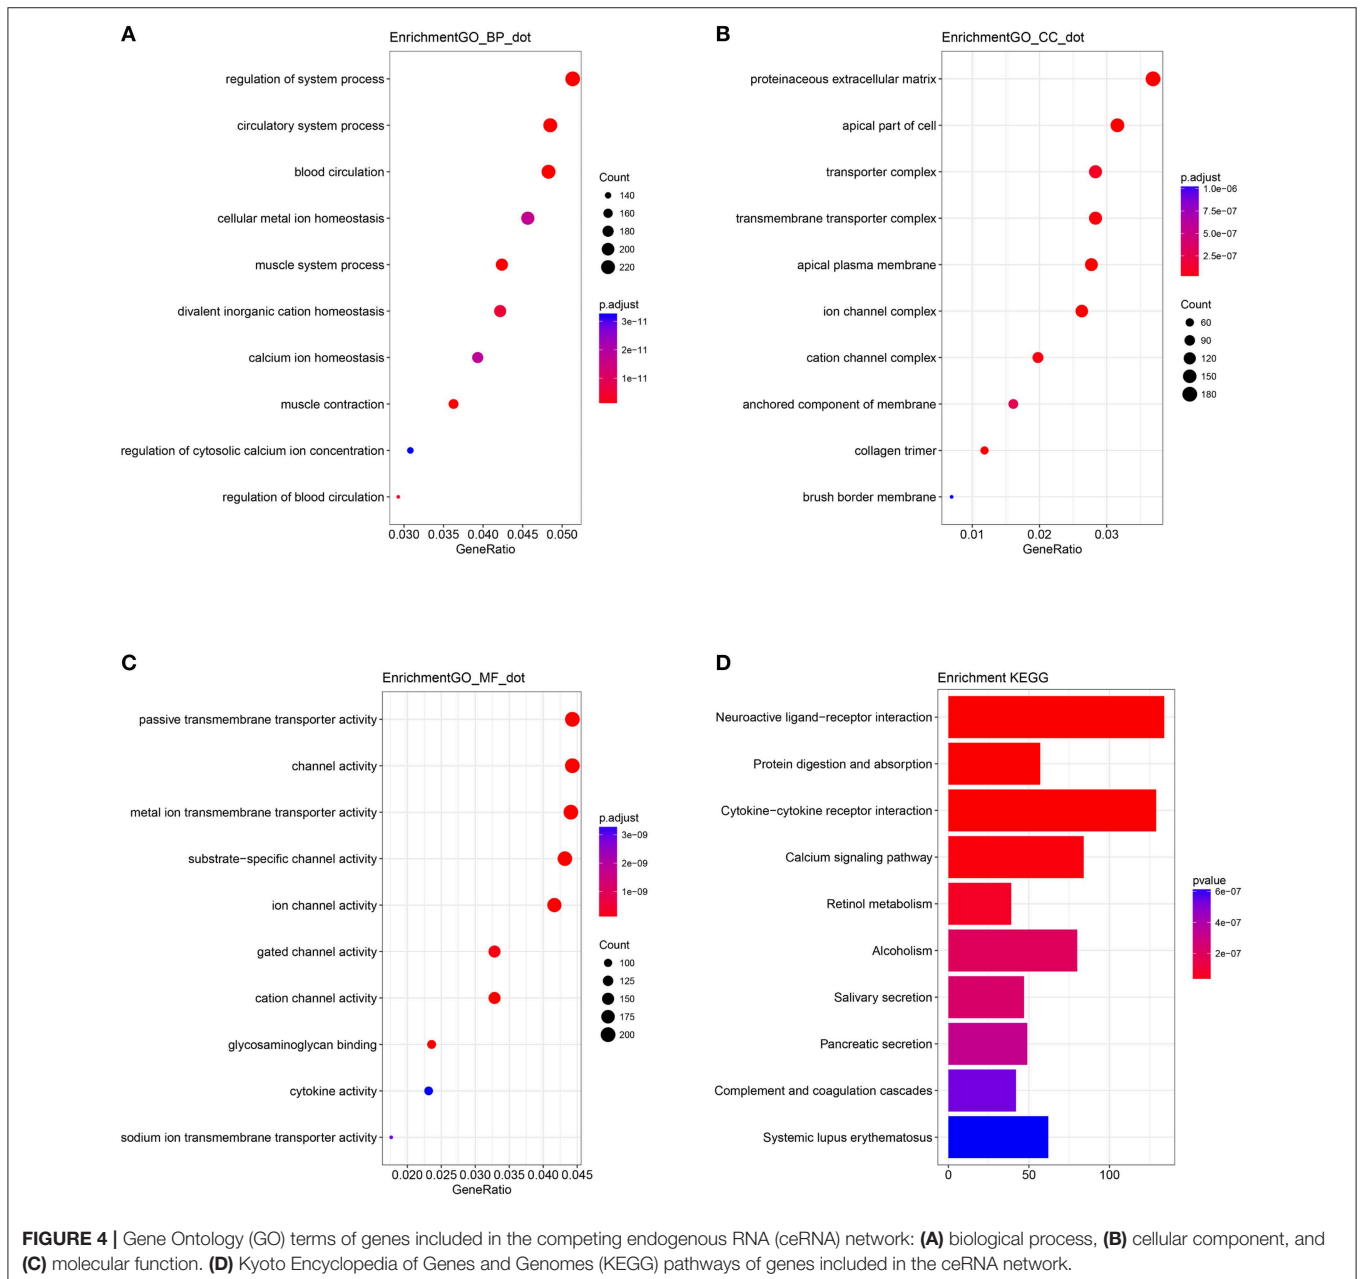 A
EnrichmentGO_BP_dot
regulation of system process
circulatory system process
blood circulation
cellular metal ion homeostasis
muscle system process
divalent inorganic cation homeostasis
calcium ion homeostasis
muscle contraction
regulation of cytosolic calcium ion concentration
regulation of blood circulation
0.030 0.035 0.040 0.045 0.050
GeneRatio
Count
140
160
180
200
220
p.adjust
3e−11
2e−11
1e−11
B
EnrichmentGO_CC_dot
proteinaceous extracellular matrix
apical part of cell
transporter complex
transmembrane transporter complex
apical plasma membrane
ion channel complex
cation channel complex
anchored component of membrane
collagen trimer
brush border membrane
0.01 0.02 0.03
GeneRatio
p.adjust
1.0e−06
7.5e−07
5.0e−07
2.5e−07
Count
60
90
120
150
180
C
EnrichmentGO_MF_dot
passive transmembrane transporter activity
channel activity
metal ion transmembrane transporter activity
substrate−specific channel activity
ion channel activity
gated channel activity
cation channel activity
glycosaminoglycan binding
cytokine activity
sodium ion transmembrane transporter activity
0.020 0.025 0.030 0.035 0.040 0.045
GeneRatio
p.adjust
3e−09
2e−09
1e−09
Count
100
125
150
175
200
D
Enrichment KEGG
Neuroactive ligand−receptor interaction
Protein digestion and absorption
Cytokine−cytokine receptor interaction
Calcium signaling pathway
Retinol metabolism
Alcoholism
Salivary secretion
Pancreatic secretion
Complement and coagulation cascades
Systemic lupus erythematosus
0 50 100
pvalue
6e−07
4e−07
2e−07
FIGURE 4 | Gene Ontology (GO) terms of genes included in the competing endogenous RNA (ceRNA) network: (A) biological process, (B) cellular component, and
(C) molecular function. (D) Kyoto Encyclopedia of Genes and Genomes (KEGG) pathways of genes included in the ceRNA network.